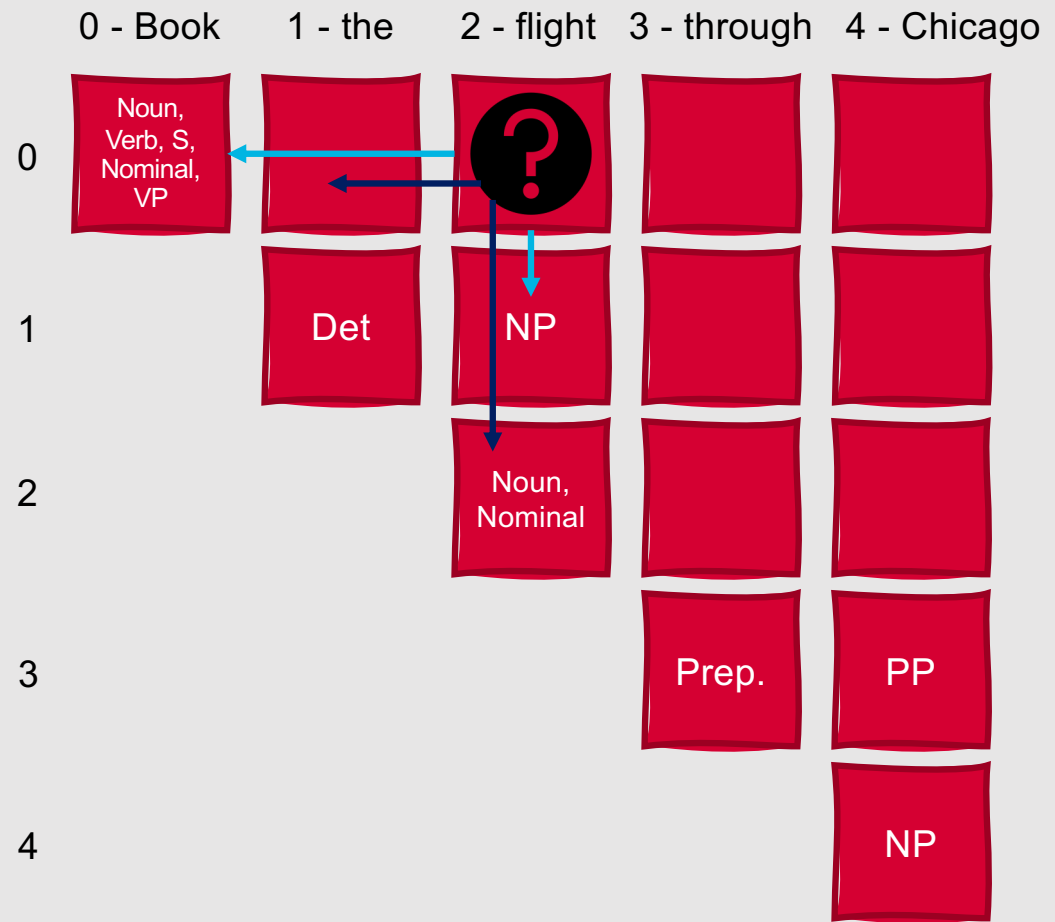 0 - Book 1 - the 2 - flight 3 - through 4 - Chicago
0
Noun,
Verb, S,
Nominal,
VP
?
1
Det
NP
2
Noun,
Nominal
3
Prep.
PP
4
NP